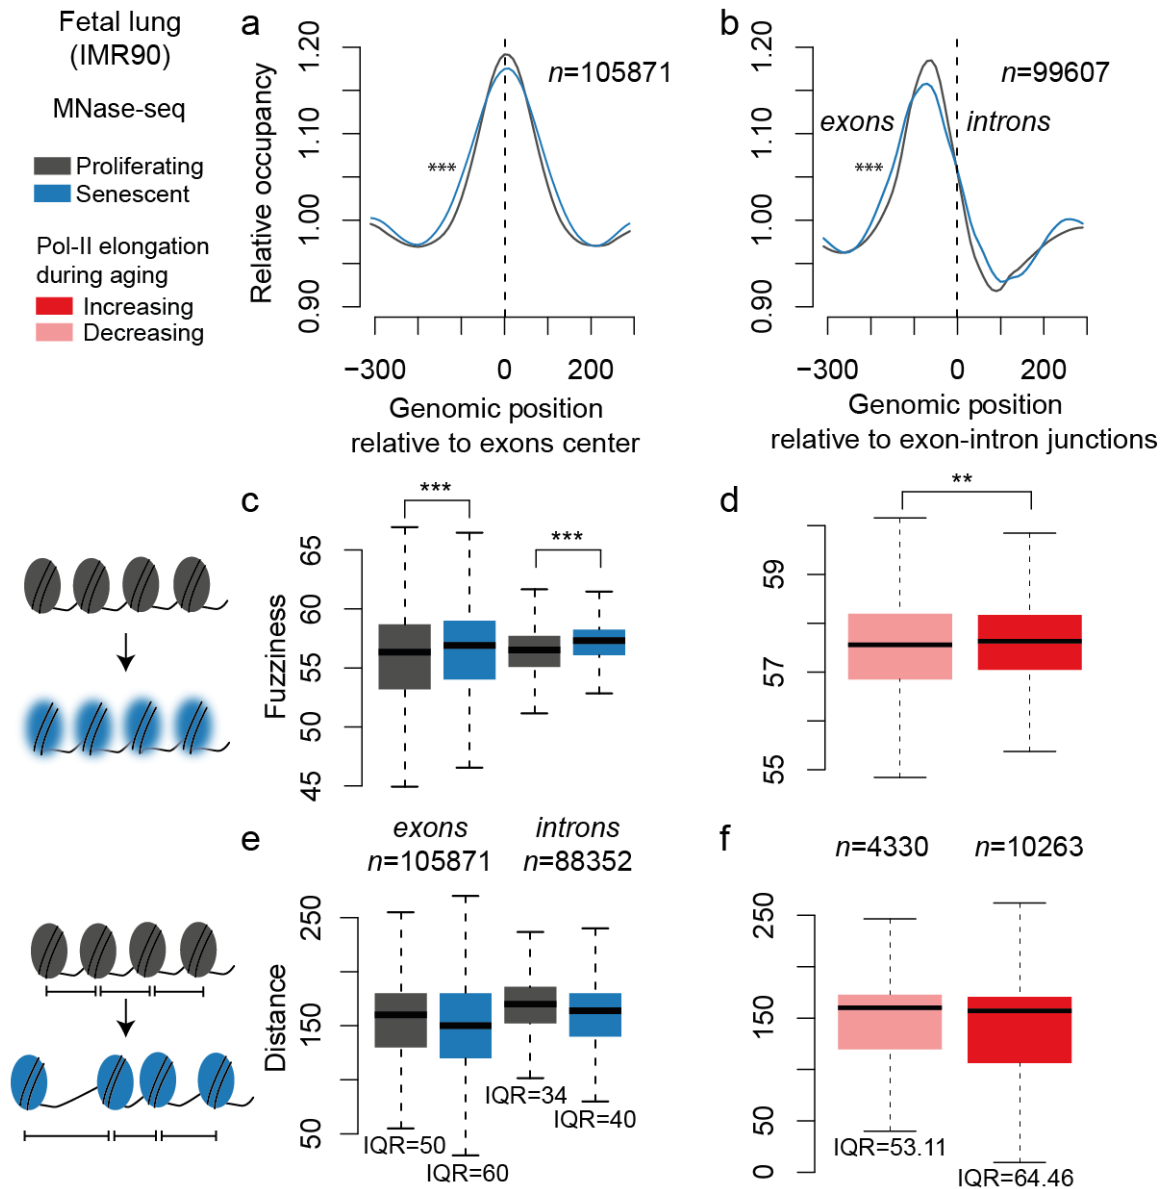 Fetal lung
(IMR90)
MNase-seq
Proliferating
Senescent
Pol-II elongation
during aging
Increasing
Decreasing
a
n=105871
***
Relative occupancy
0.90
1.00
1.10
1.20
−300
0
200
Genomic position
relative to exons center
b
n=99607
exons
introns
***
0.90
1.00
1.10
1.20
−300
0
200
Genomic position
relative to exon-intron junctions
c
***
***
Fuzziness
45
50
55
60
65
d
**
55
57
59
e
exons
n=105871
introns
n=88352
Distance
50
150
250
IQR=50
IQR=60
IQR=34
IQR=40
f
n=4330
n=10263
0
50
150
250
IQR=53.11
IQR=64.46